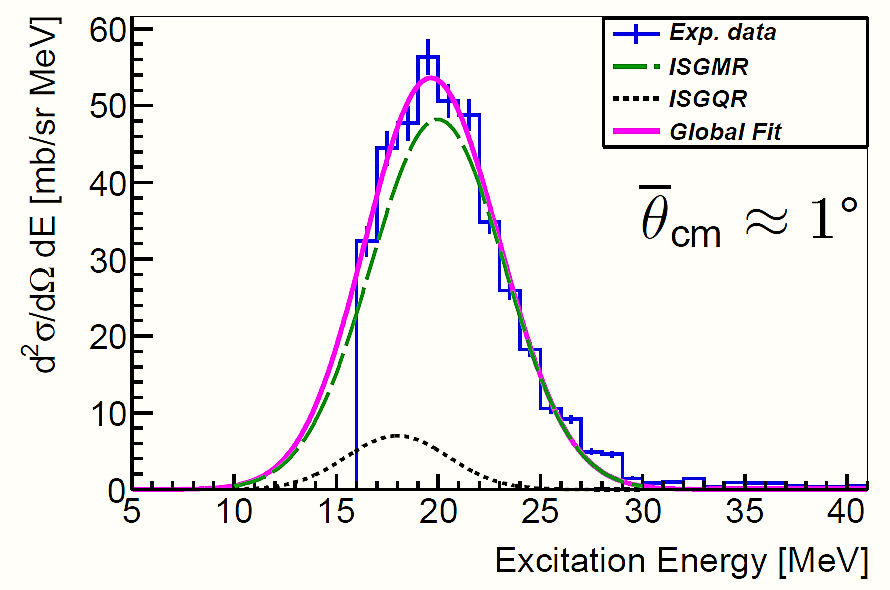 60
50
40
30
20
10
0
d²σ/dΩ dE [mb/sr MeV]
Exp. data
ISGMR
ISGQR
Global Fit
θ̅cm ≈ 1°
5 10 15 20 25 30 35 40
Excitation Energy [MeV]